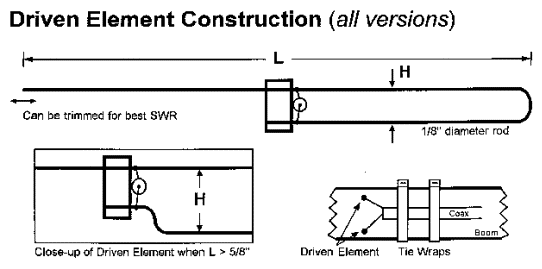 Driven Element Construction (all versions)
L
H
Can be trimmed for best SWR
1/8" diameter rod
H
Close-up of Driven Element when L > 5/8"
Coax
Boom
Driven Element
Tie Wraps